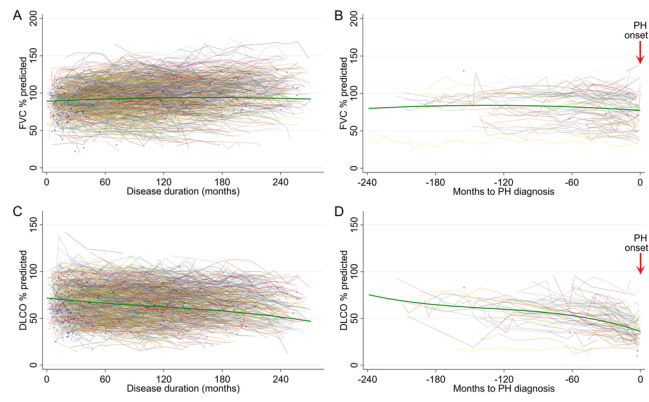 A
B
PH
onset
FVC % predicted
200
150
100
50
0
0 60 120 180 240
Disease duration (months)
FVC % predicted
200
150
100
50
0
-240 -180 -120 -60 0
Months to PH diagnosis
C
D
PH
onset
DLCO % predicted
150
100
50
0
0 60 120 180 240
Disease duration (months)
DLCO % predicted
150
100
50
0
-240 -180 -120 -60 0
Months to PH diagnosis